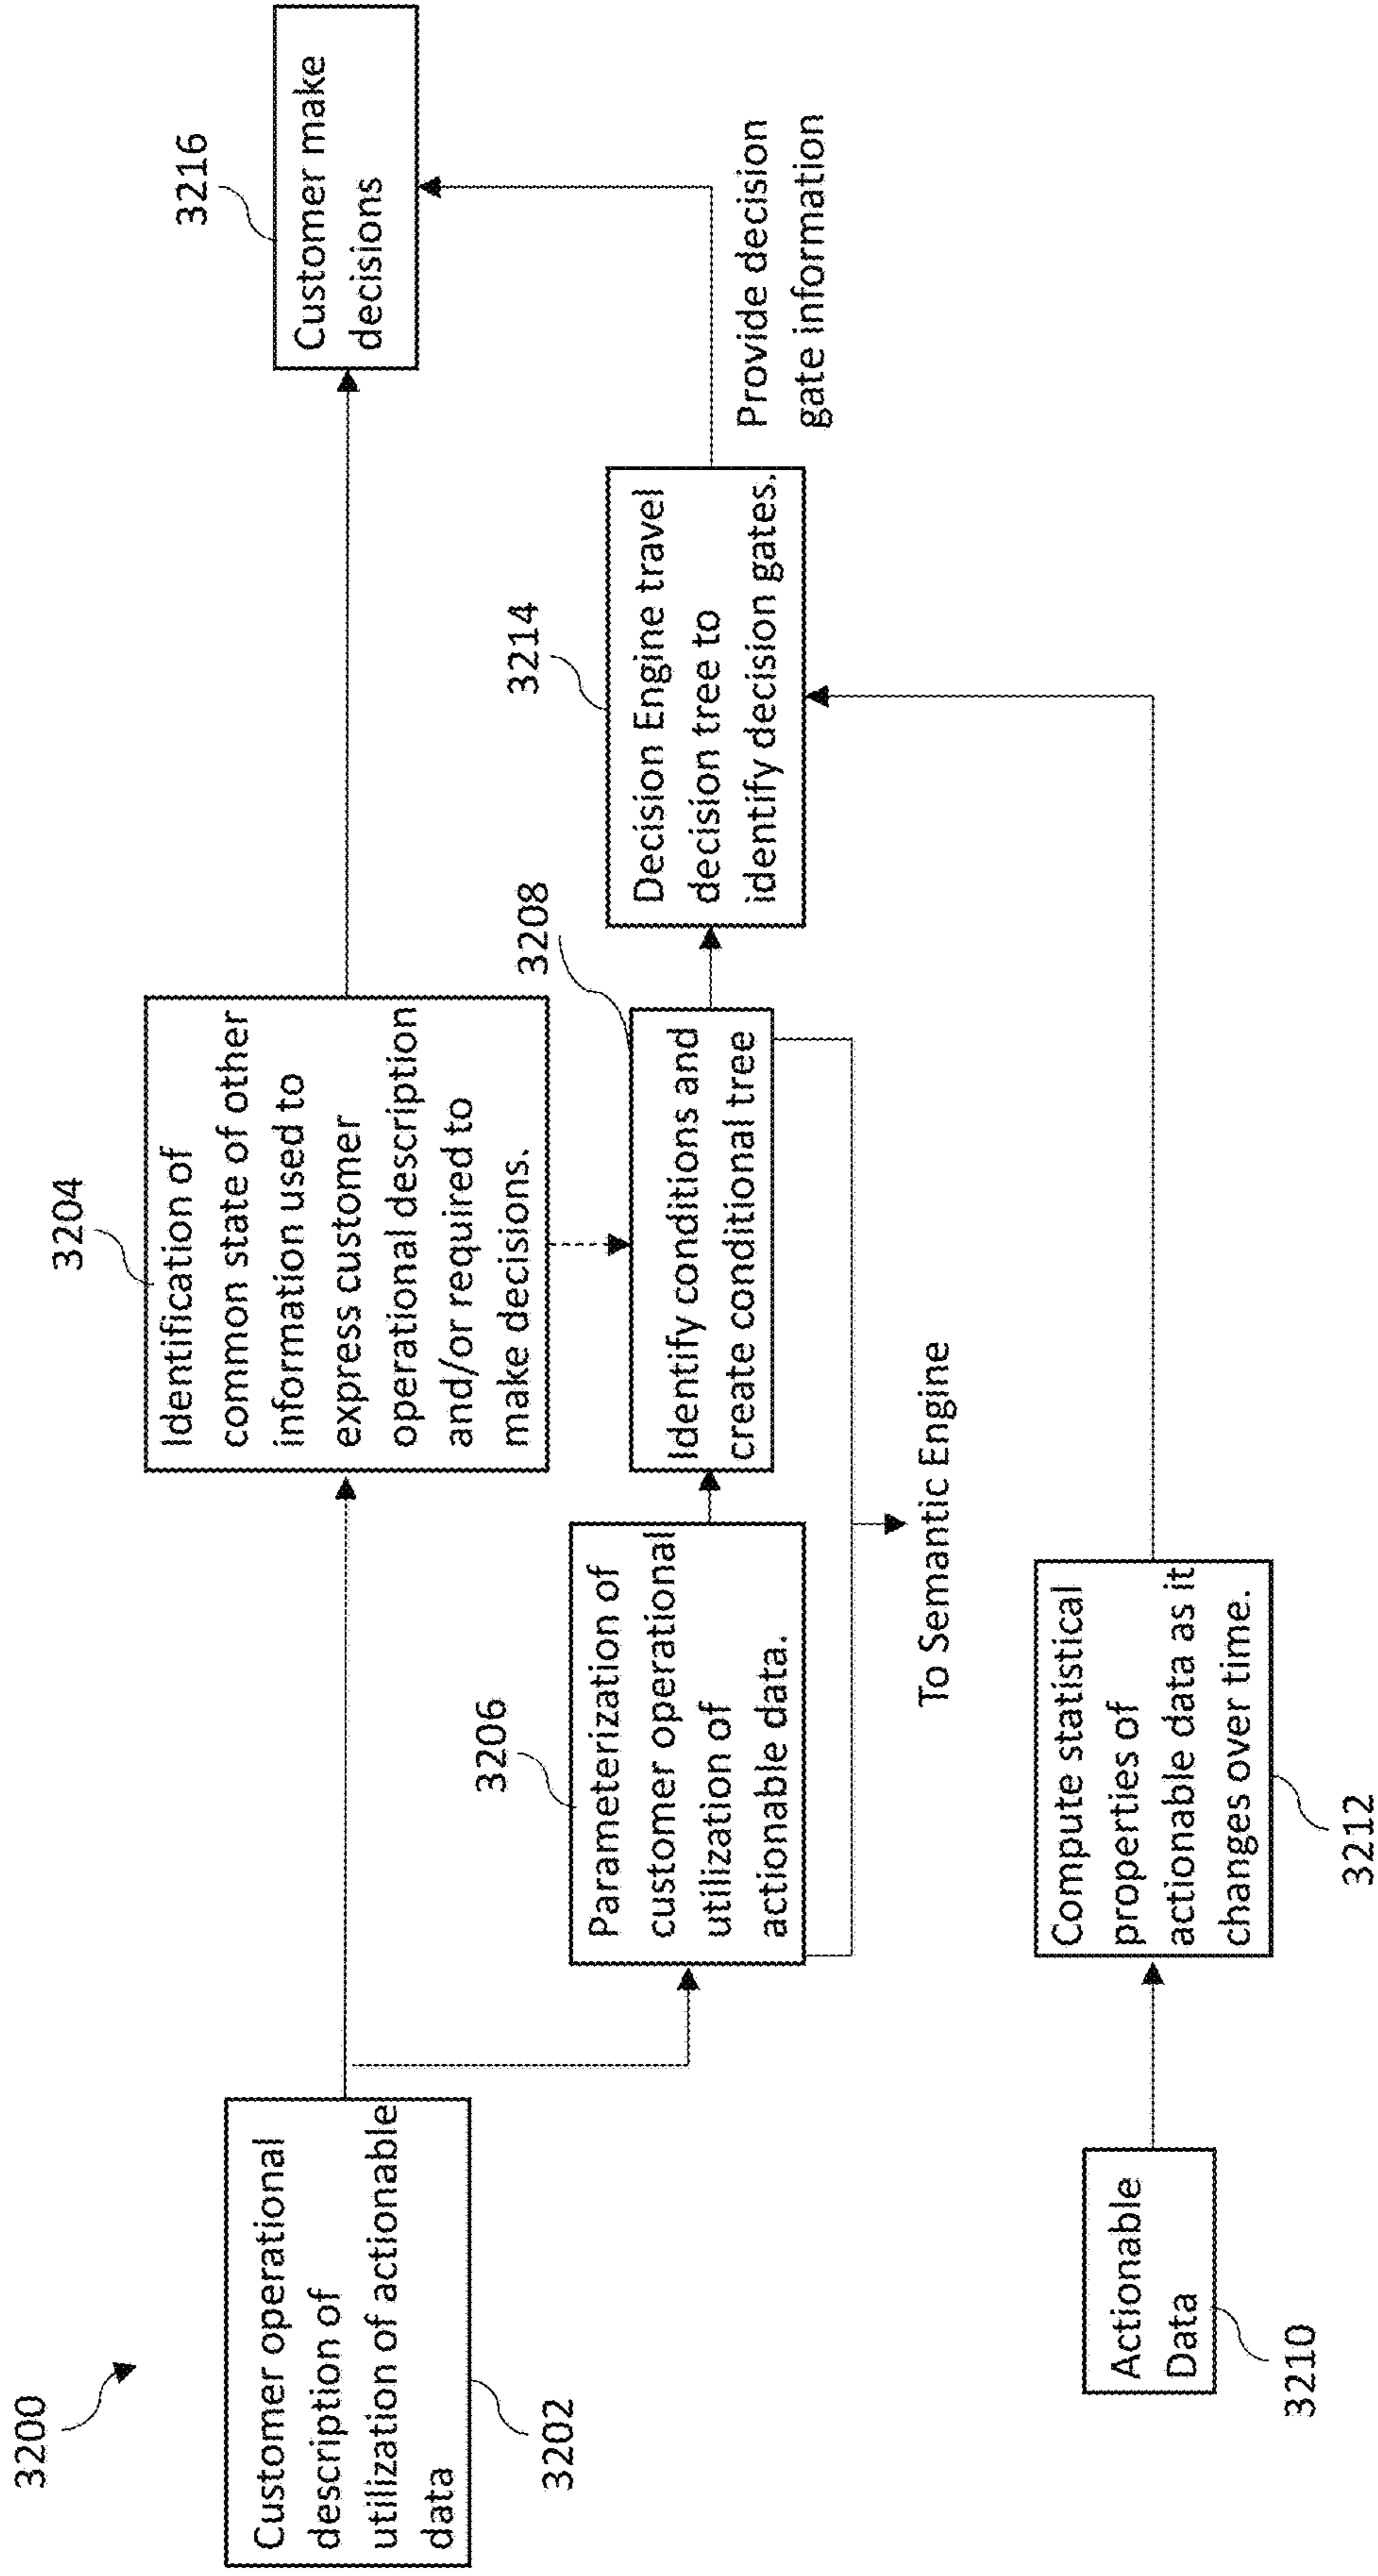 3200
Customer operational
description of
utilization of actionable
data
3202
3204
Identification of
common state of other
information used to
express customer
operational description
and/or required to
make decisions.
3206
Parameterization of
customer operational
utilization of
actionable data.
3208
Identify conditions and
create conditional tree
To Semantic Engine
Actionable
Data
3210
Compute statistical
properties of
actionable data as it
changes over time.
3212
3214
Decision Engine travel
decision tree to
identify decision gates.
Provide decision
gate information
3216
Customer make
decisions